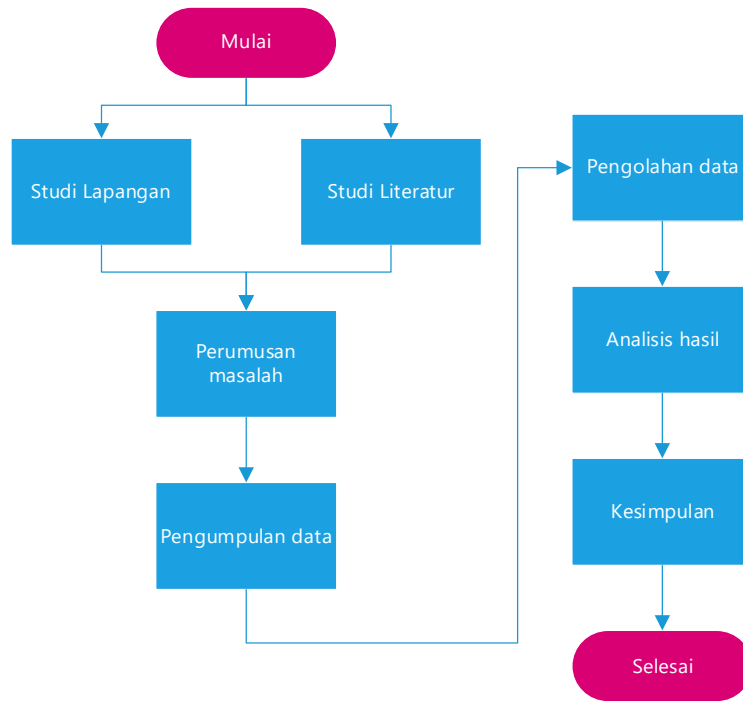 Mulai
Studi Lapangan
Studi Literatur
Perumusan
masalah
Pengumpulan data
Pengolahan data
Analisis hasil
Kesimpulan
Selesai